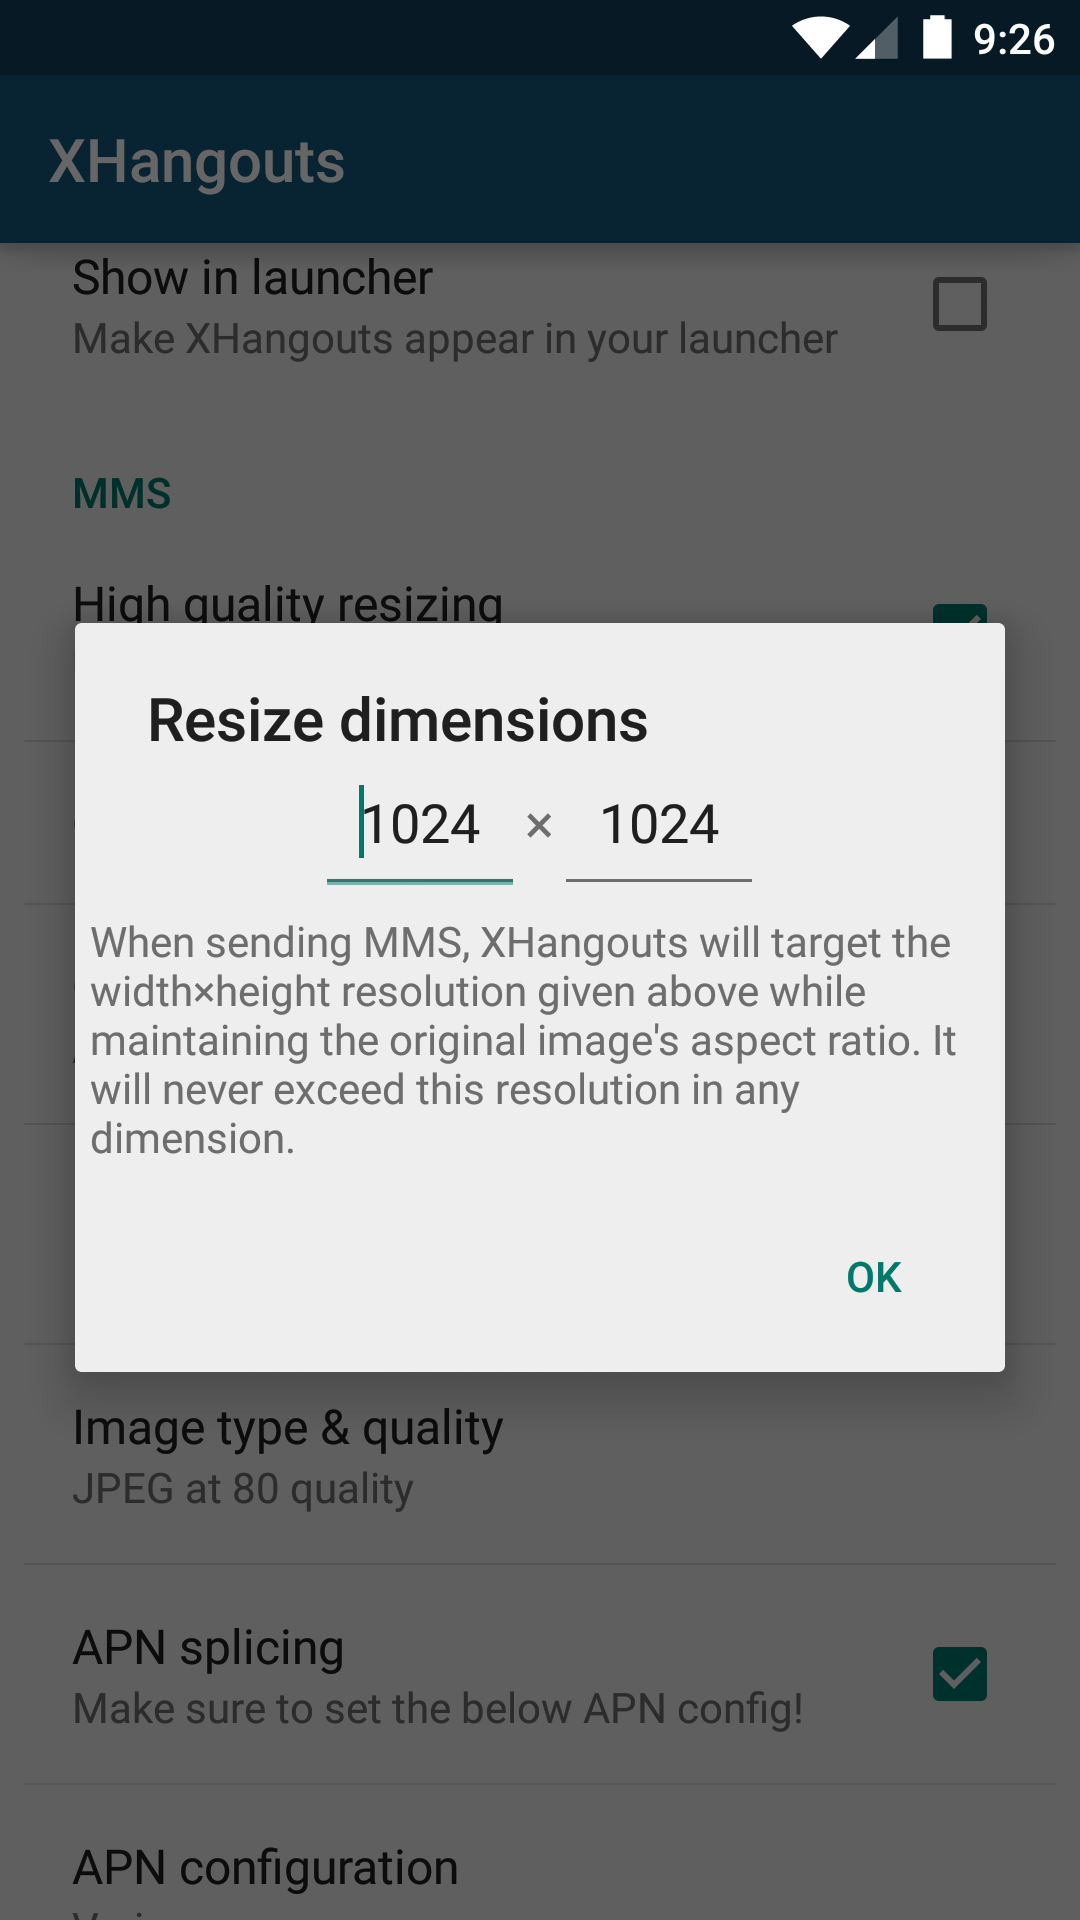 9:26
XHangouts
Show in launcher
Make XHangouts appear in your launcher
MMS
High quality resizing
Resize dimensions
1024 × 1024
When sending MMS, XHangouts will target the
width×height resolution given above while
maintaining the original image's aspect ratio. It
will never exceed this resolution in any
dimension.
OK
Image type & quality
JPEG at 80 quality
APN splicing
Make sure to set the below APN config!
APN configuration